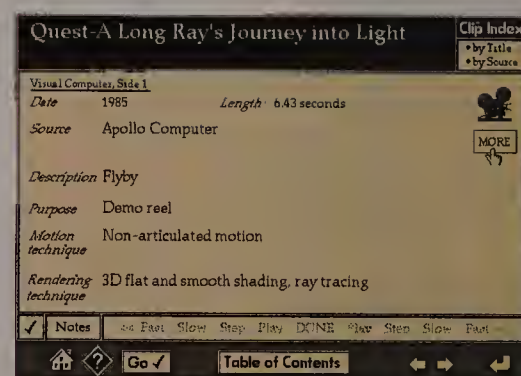 Quest-A Long Ray's Journey into Light
Clip Index
•by Title
•by Source
Visual Computer, Side 1
Date 1985 Length: 6.43 seconds
Source Apollo Computer
MORE
Description Flyby
Purpose Demo reel
Motion Non-articulated motion
technique
Rendering 3D flat and smooth shading, ray tracing
technique
✓ Notes << Fast Slow Step Play DONE Play Step Slow Fast
? Go ✓ Table of Contents